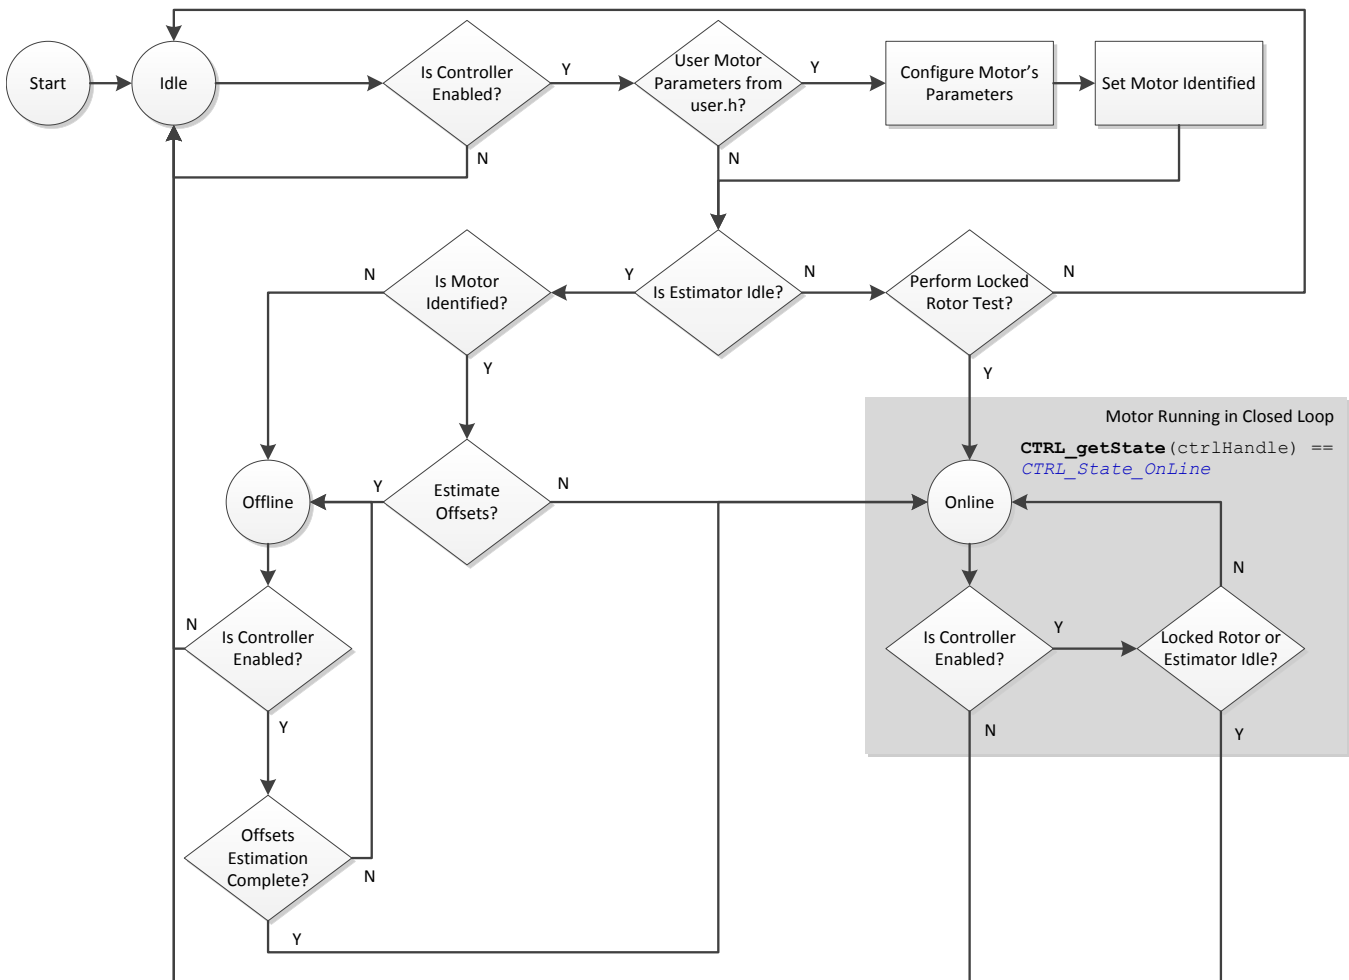 Start
Idle
Is Controller
Enabled?
Y
N
User Motor
Parameters from
user.h?
Y
N
Configure Motor's
Parameters
Set Motor Identified
N
Is Motor
Identified?
Y
Y
Is Estimator Idle?
N
Perform Locked
Rotor Test?
N
Y
Motor Running in Closed Loop
CTRL_getState(ctrlHandle) ==
CTRL_State_OnLine
Offline
Y
Estimate
Offsets?
N
Online
N
Is Controller
Enabled?
Y
Is Controller
Enabled?
Y
N
Locked Rotor or
Estimator Idle?
N
Y
Offsets
Estimation
Complete?
N
Y